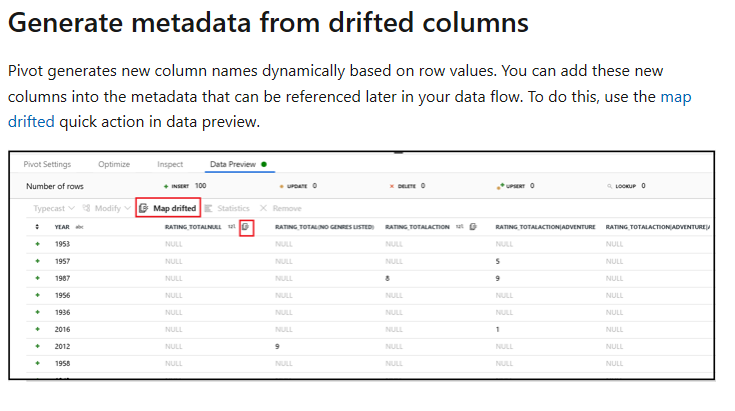 Generate metadata from drifted columns
Pivot generates new column names dynamically based on row values. You can add these new
columns into the metadata that can be referenced later in your data flow. To do this, use the map
drifted quick action in data preview.
Pivot Settings Optimize Inspect Data Preview
Number of rows + INSERT 100 UPDATE 0 × DELETE 0 UPSERT 0 LOOKUP 0
Typecast Modify Map drifted Statistics × Remove
YEAR abc RATING_TOTALNULL 12l RATING_TOTAL(NO GENRES LISTED) RATING_TOTALACTION 12l RATING_TOTALACTION|ADVENTURE RATING_TOTALACTION|ADVENTURE|
+ 1953 NULL NULL NULL NULL NULL
+ 1957 NULL NULL NULL 5 NULL
+ 1987 NULL NULL 8 9 NULL
+ 1956 NULL NULL NULL NULL NULL
+ 1936 NULL NULL NULL NULL NULL
+ 2016 NULL NULL NULL 1 NULL
+ 2012 NULL 9 NULL NULL NULL
+ 1958 NULL NULL NULL NULL NULL